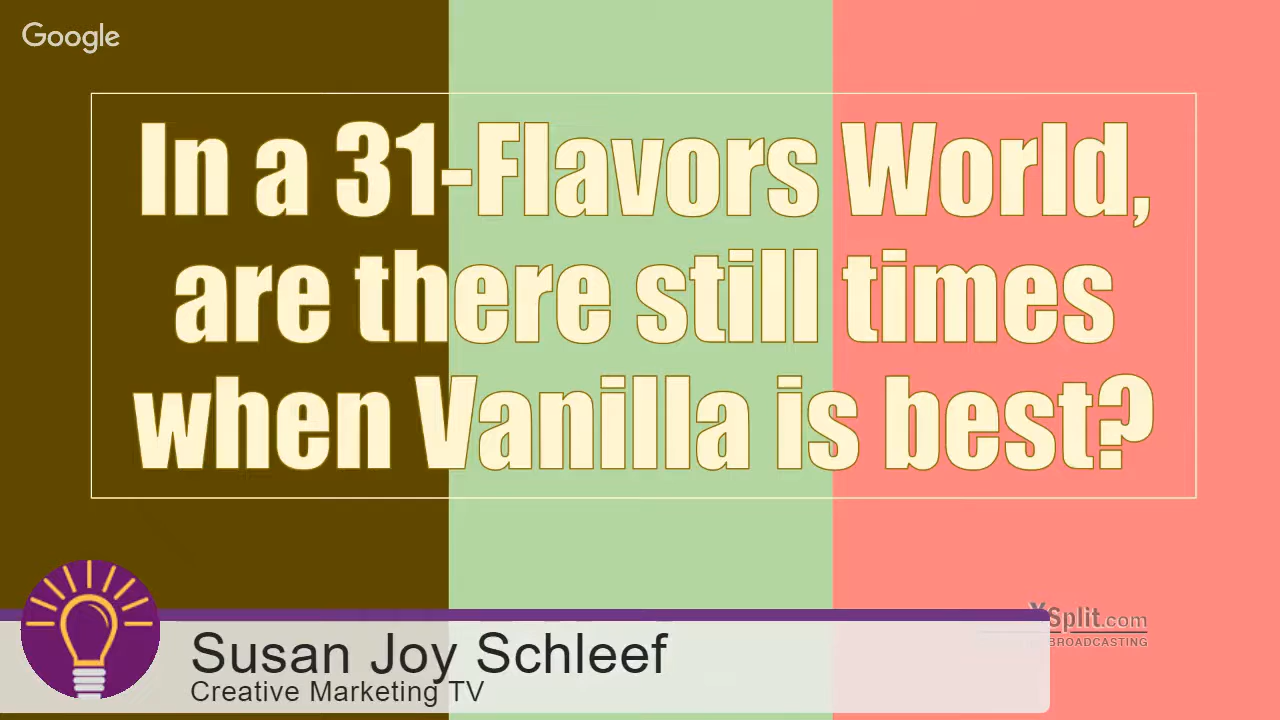 Google
In a 31-Flavors World,
are there still times
when Vanilla is best?
XSplit.com
BROADCASTING
Susan Joy Schleef
Creative Marketing TV